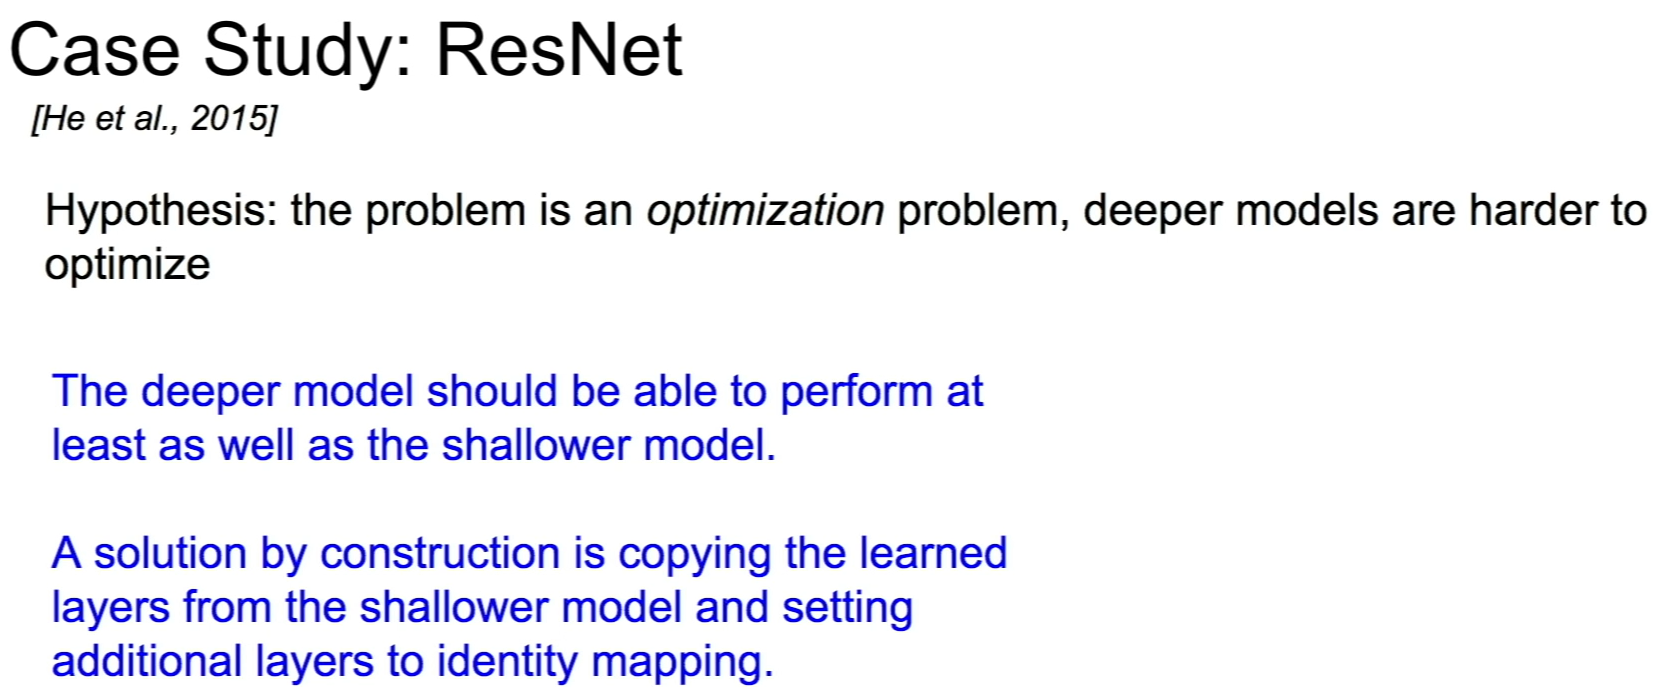 Case Study: ResNet
[He et al., 2015]
Hypothesis: the problem is an optimization problem, deeper models are harder to
optimize
The deeper model should be able to perform at
least as well as the shallower model.
A solution by construction is copying the learned
layers from the shallower model and setting
additional layers to identity mapping.